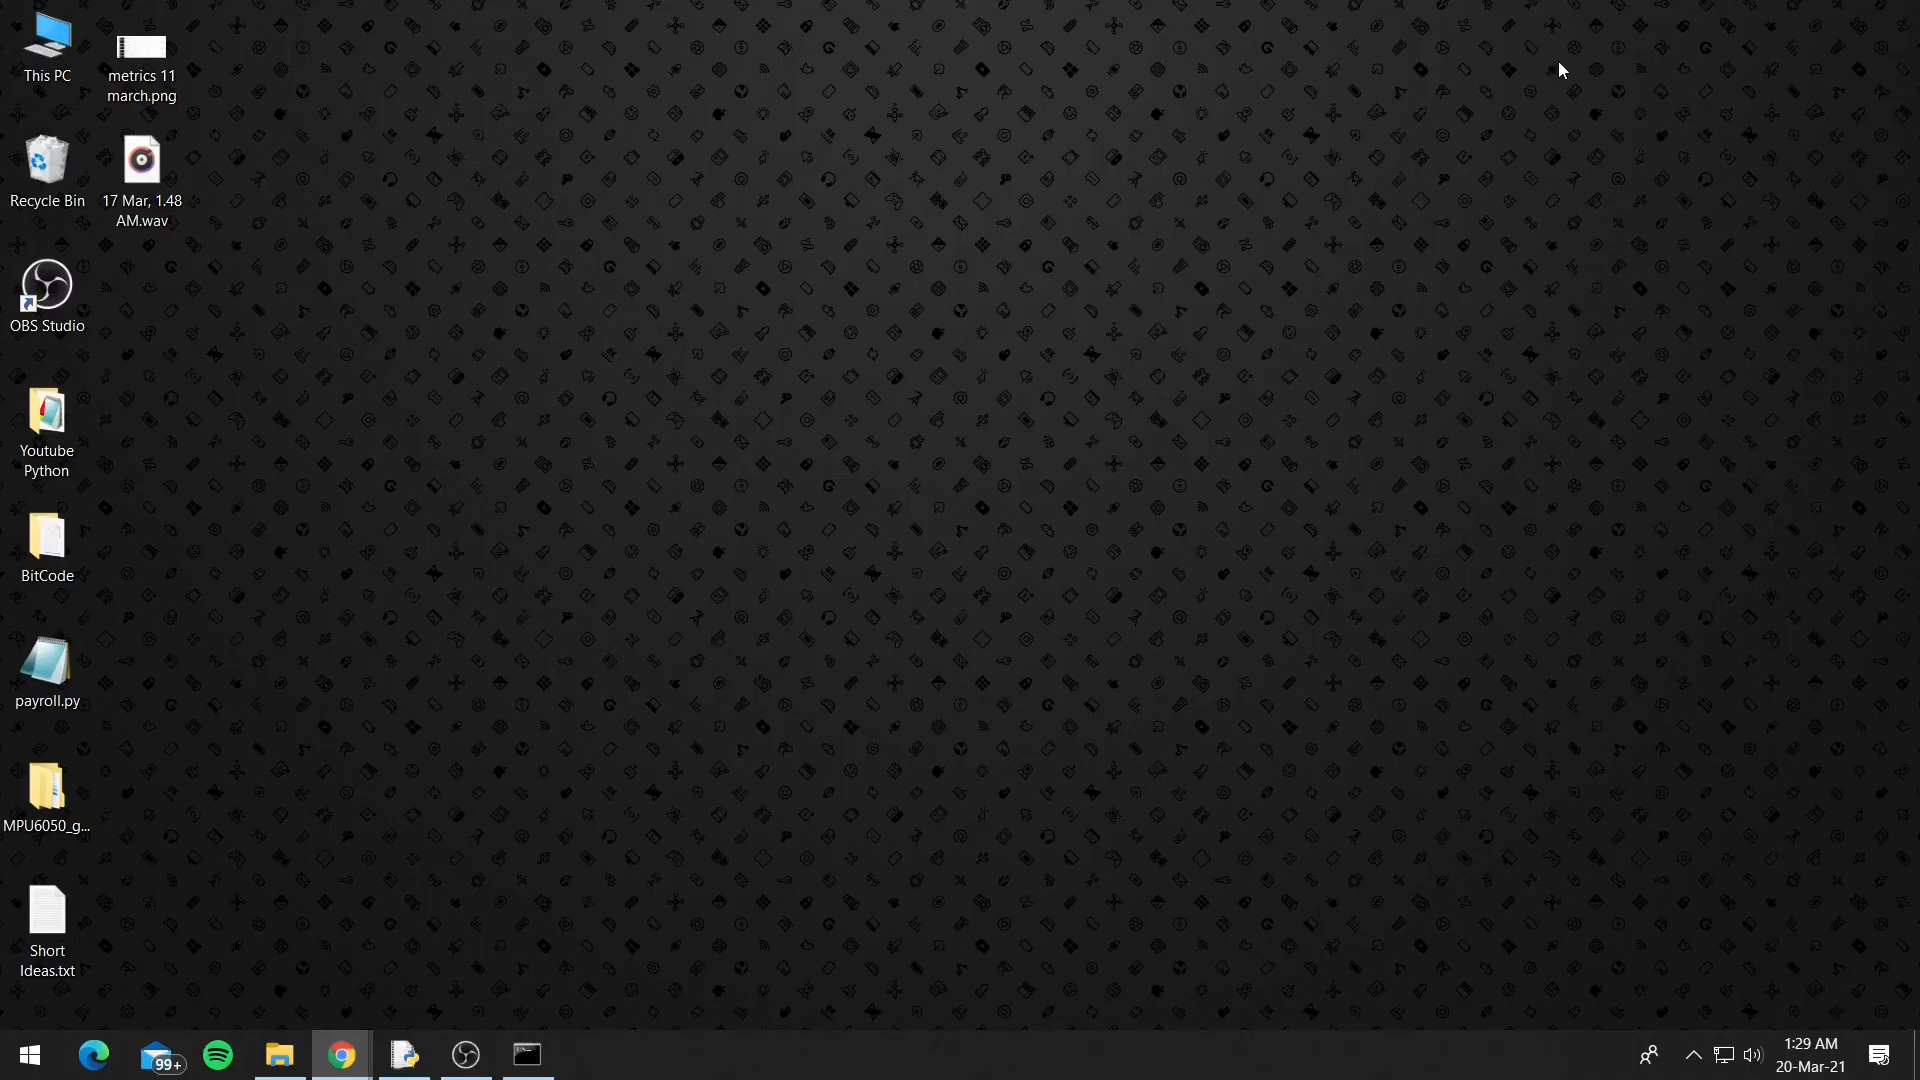 This PC
metrics 11
march.png
Recycle Bin
17 Mar, 1.48
AM.wav
OBS Studio
Youtube
Python
BitCode
payroll.py
MPU6050_g...
Short
Ideas.txt
99+
1:29 AM
20-Mar-21